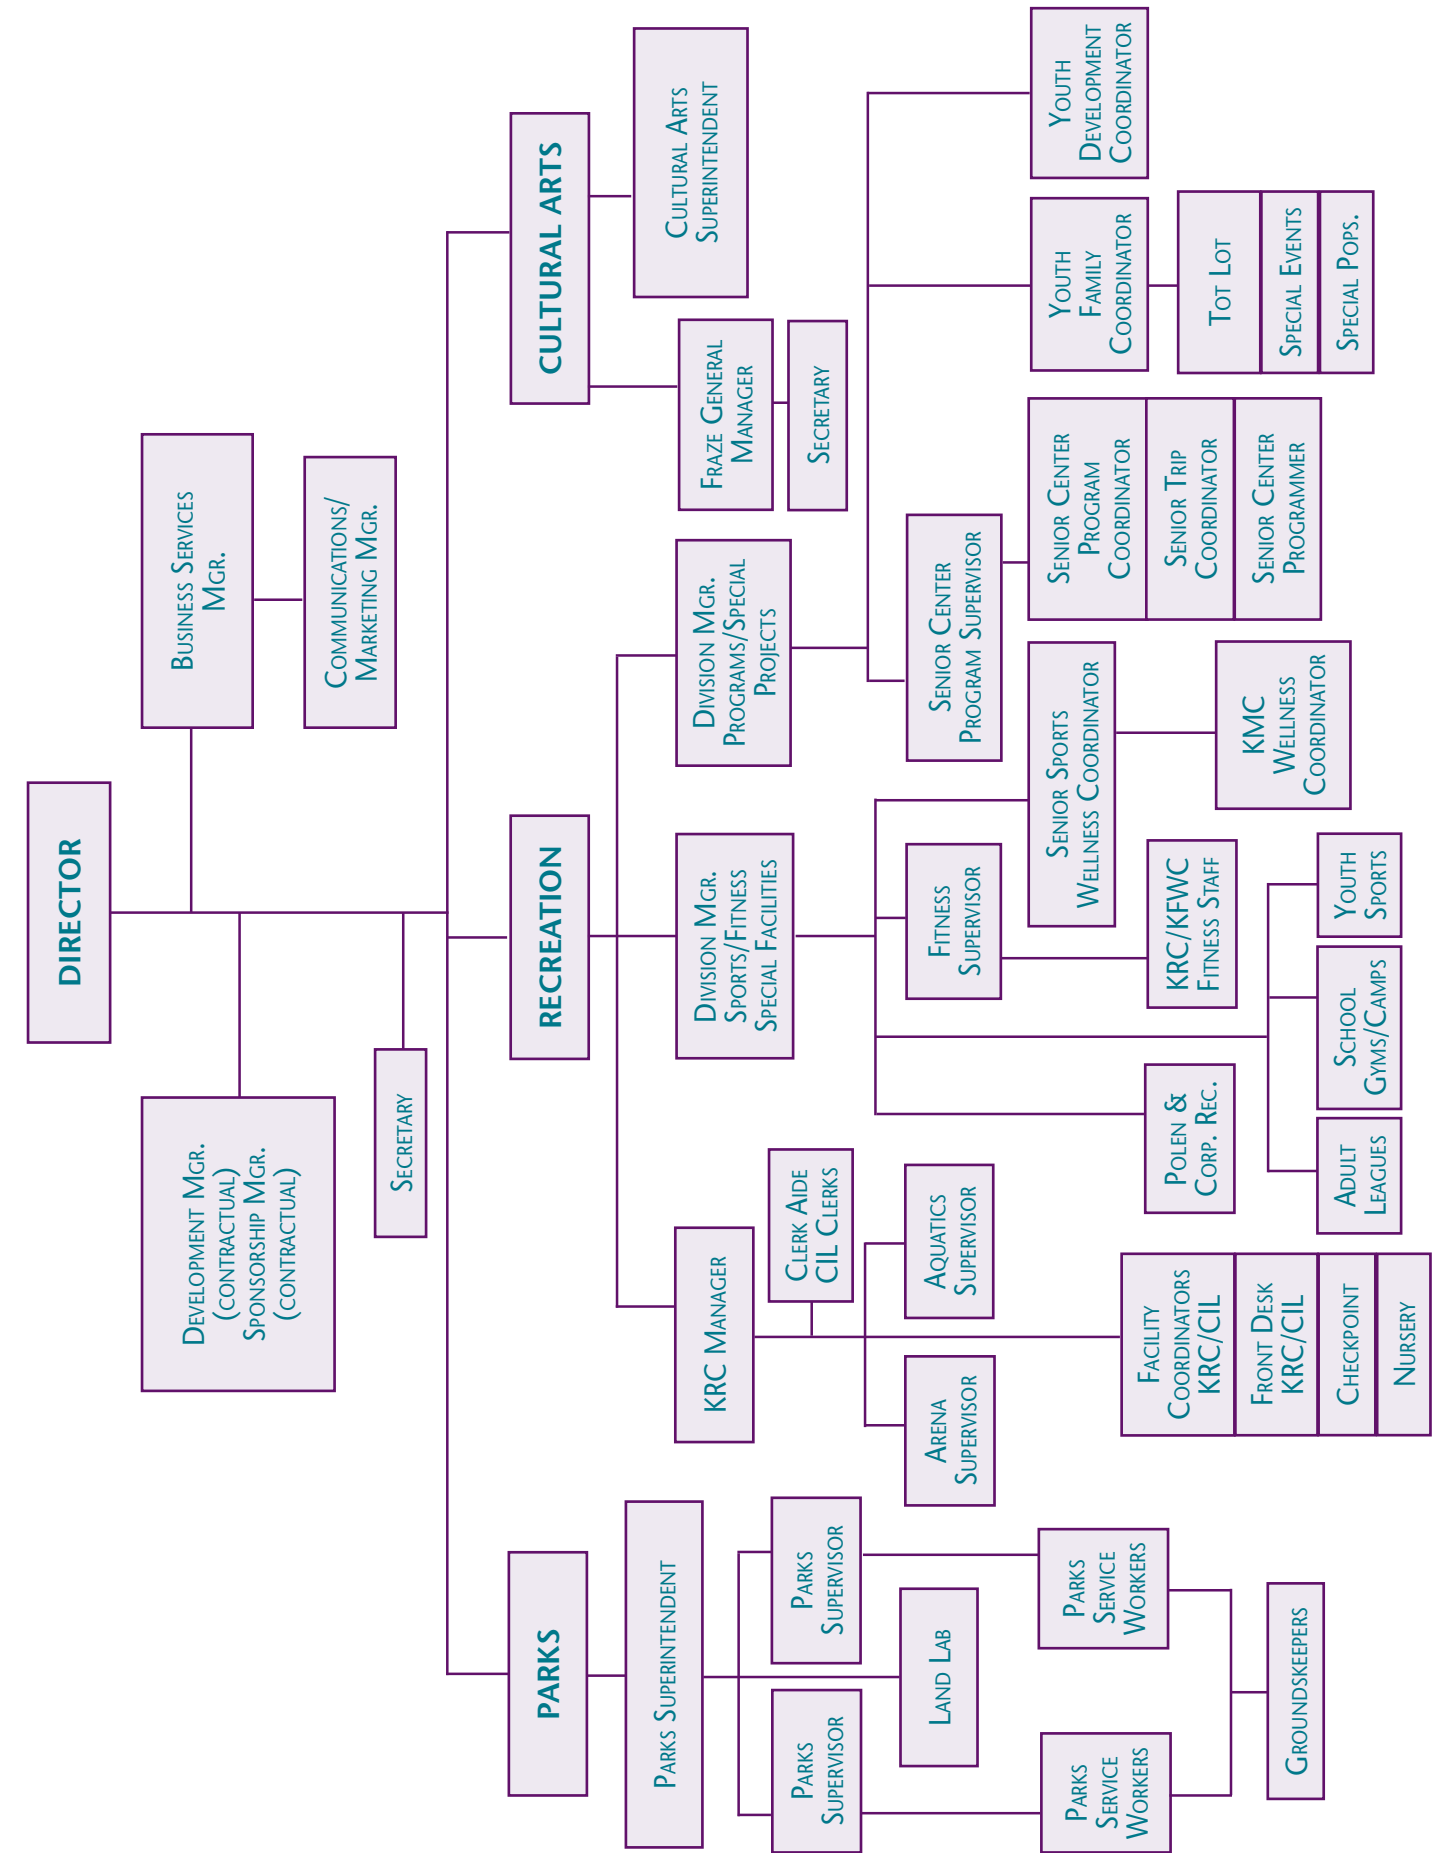 DIRECTOR
DEVELOPMENT MGR.
(CONTRACTUAL)
SPONSORSHIP MGR.
(CONTRACTUAL)
BUSINESS SERVICES
MGR.
COMMUNICATIONS/
MARKETING MGR.
SECRETARY
PARKS
RECREATION
CULTURAL ARTS
PARKS SUPERINTENDENT
PARKS
SUPERVISOR
PARKS
SUPERVISOR
LAND LAB
PARKS
SERVICE
WORKERS
PARKS
SERVICE
WORKERS
GROUNDSKEEPERS
KRC MANAGER
CLERK AIDE
CIL CLERKS
ARENA
SUPERVISOR
AQUATICS
SUPERVISOR
FACILITY
COORDINATORS
KRC/CIL
FRONT DESK
KRC/CIL
CHECKPOINT
NURSERY
DIVISION MGR.
SPORTS/FITNESS
SPECIAL FACILITIES
POLEN &
CORP. REC.
ADULT
LEAGUES
SCHOOL
GYMS/CAMPS
YOUTH
SPORTS
FITNESS
SUPERVISOR
KRC/KFWC
FITNESS STAFF
SENIOR SPORTS
WELLNESS COORDINATOR
KMC
WELLNESS
COORDINATOR
DIVISION MGR.
PROGRAMS/SPECIAL
PROJECTS
SENIOR CENTER
PROGRAM SUPERVISOR
SENIOR CENTER
PROGRAM
COORDINATOR
SENIOR TRIP
COORDINATOR
SENIOR CENTER
PROGRAMMER
YOUTH
FAMILY
COORDINATOR
TOT LOT
SPECIAL EVENTS
SPECIAL POPS.
YOUTH
DEVELOPMENT
COORDINATOR
FRAZE GENERAL
MANAGER
SECRETARY
CULTURAL ARTS
SUPERINTENDENT